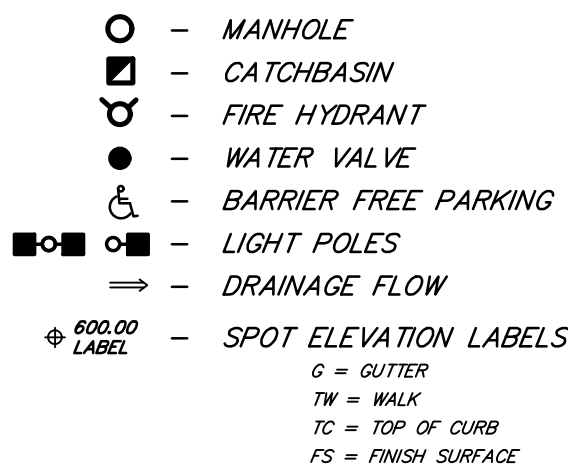 – MANHOLE
– CATCHBASIN
– FIRE HYDRANT
– WATER VALVE
– BARRIER FREE PARKING
– LIGHT POLES
– DRAINAGE FLOW
600.00
LABEL – SPOT ELEVATION LABELS
G = GUTTER
TW = WALK
TC = TOP OF CURB
FS = FINISH SURFACE